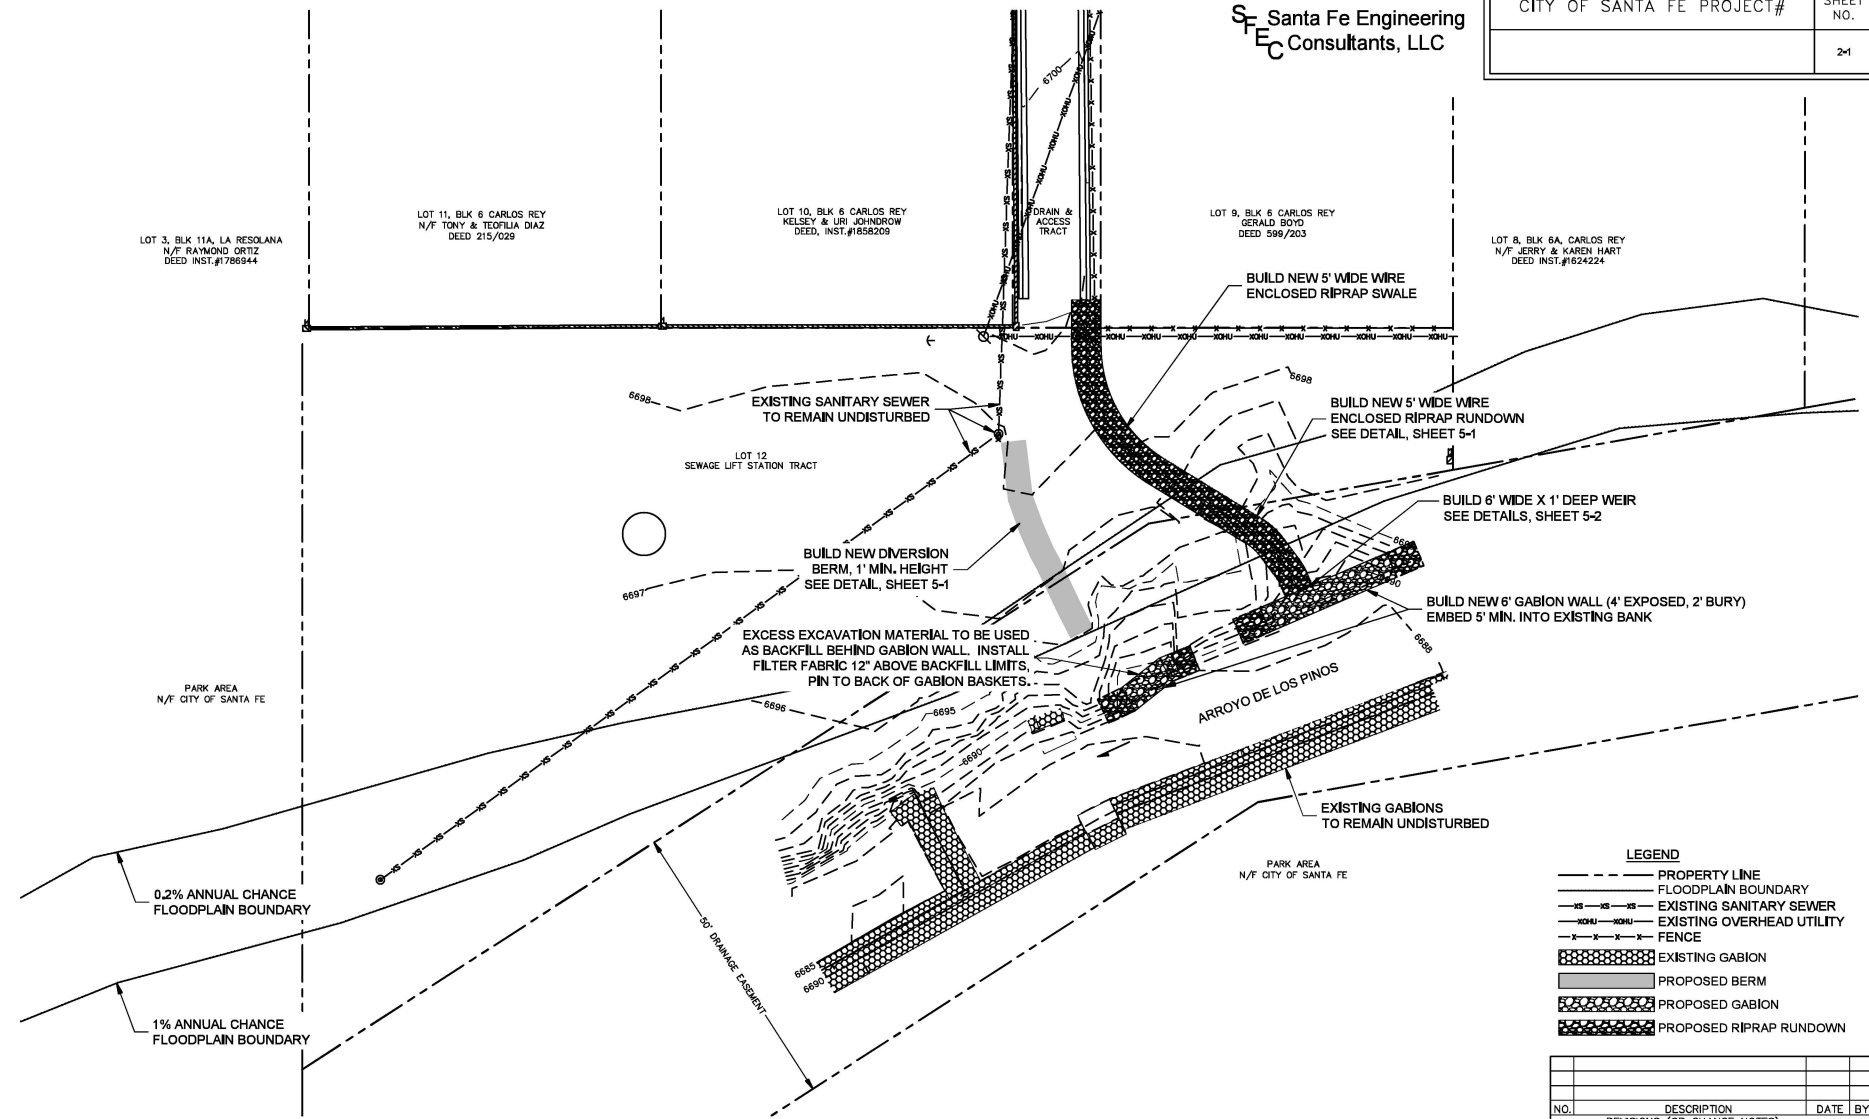 SFEC Santa Fe Engineering
Consultants, LLC
CITY OF SANTA FE PROJECT#
SHEET
NO.
2-1
6700
LOT 3, BLK 11A, LA RESOLANA
N/F RAYMOND ORTIZ
DEED INST.#1786944
LOT 11, BLK 6 CARLOS REY
N/F TONY & TEOFILIA DIAZ
DEED 215/029
LOT 10, BLK 6 CARLOS REY
KELSEY & URI JOHNDROW
DEED, INST.#1858209
DRAIN &
ACCESS
TRACT
LOT 9, BLK 6 CARLOS REY
GERALD BOYD
DEED 599/203
LOT 8, BLK 6A, CARLOS REY
N/F JERRY & KAREN HART
DEED INST.#1624224
BUILD NEW 5' WIDE WIRE
ENCLOSED RIPRAP SWALE
6698
EXISTING SANITARY SEWER
TO REMAIN UNDISTURBED
6698
BUILD NEW 5' WIDE WIRE
ENCLOSED RIPRAP RUNDOWN
SEE DETAIL, SHEET 5-1
LOT 12
SEWAGE LIFT STATION TRACT
BUILD 6' WIDE X 1' DEEP WEIR
SEE DETAILS, SHEET 5-2
BUILD NEW DIVERSION
BERM, 1' MIN. HEIGHT
SEE DETAIL, SHEET 5-1
6697
6690
BUILD NEW 6' GABION WALL (4' EXPOSED, 2' BURY)
EMBED 5' MIN. INTO EXISTING BANK
6688
EXCESS EXCAVATION MATERIAL TO BE USED
AS BACKFILL BEHIND GABION WALL. INSTALL
FILTER FABRIC 12" ABOVE BACKFILL LIMITS,
PIN TO BACK OF GABION BASKETS.
PARK AREA
N/F CITY OF SANTA FE
6696
6695
6690
ARROYO DE LOS PINOS
EXISTING GABIONS
TO REMAIN UNDISTURBED
PARK AREA
N/F CITY OF SANTA FE
0.2% ANNUAL CHANCE
FLOODPLAIN BOUNDARY
50' DRAINAGE EASEMENT
6685
6690
1% ANNUAL CHANCE
FLOODPLAIN BOUNDARY
LEGEND
PROPERTY LINE
FLOODPLAIN BOUNDARY
XS XS XS EXISTING SANITARY SEWER
XOHU XOHU EXISTING OVERHEAD UTILITY
X X X X FENCE
EXISTING GABION
PROPOSED BERM
PROPOSED GABION
PROPOSED RIPRAP RUNDOWN
NO. DESCRIPTION DATE BY